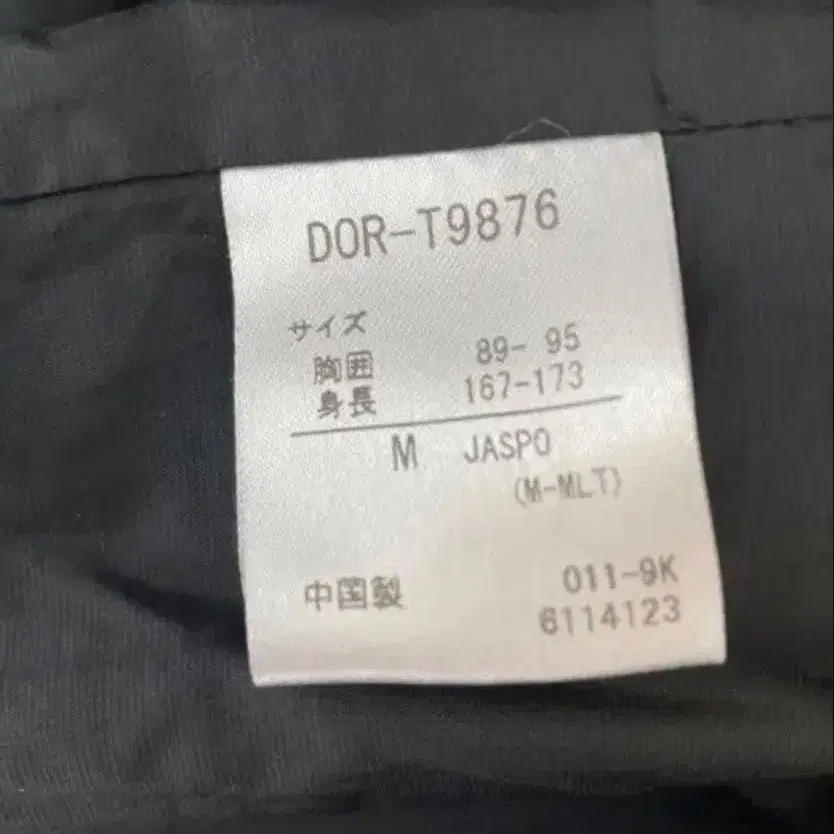 DOR-T9876
サイズ
胸囲 89- 95
身長 167-173
M JASPO
(M-MLT)
中国製 011-9K
6114123